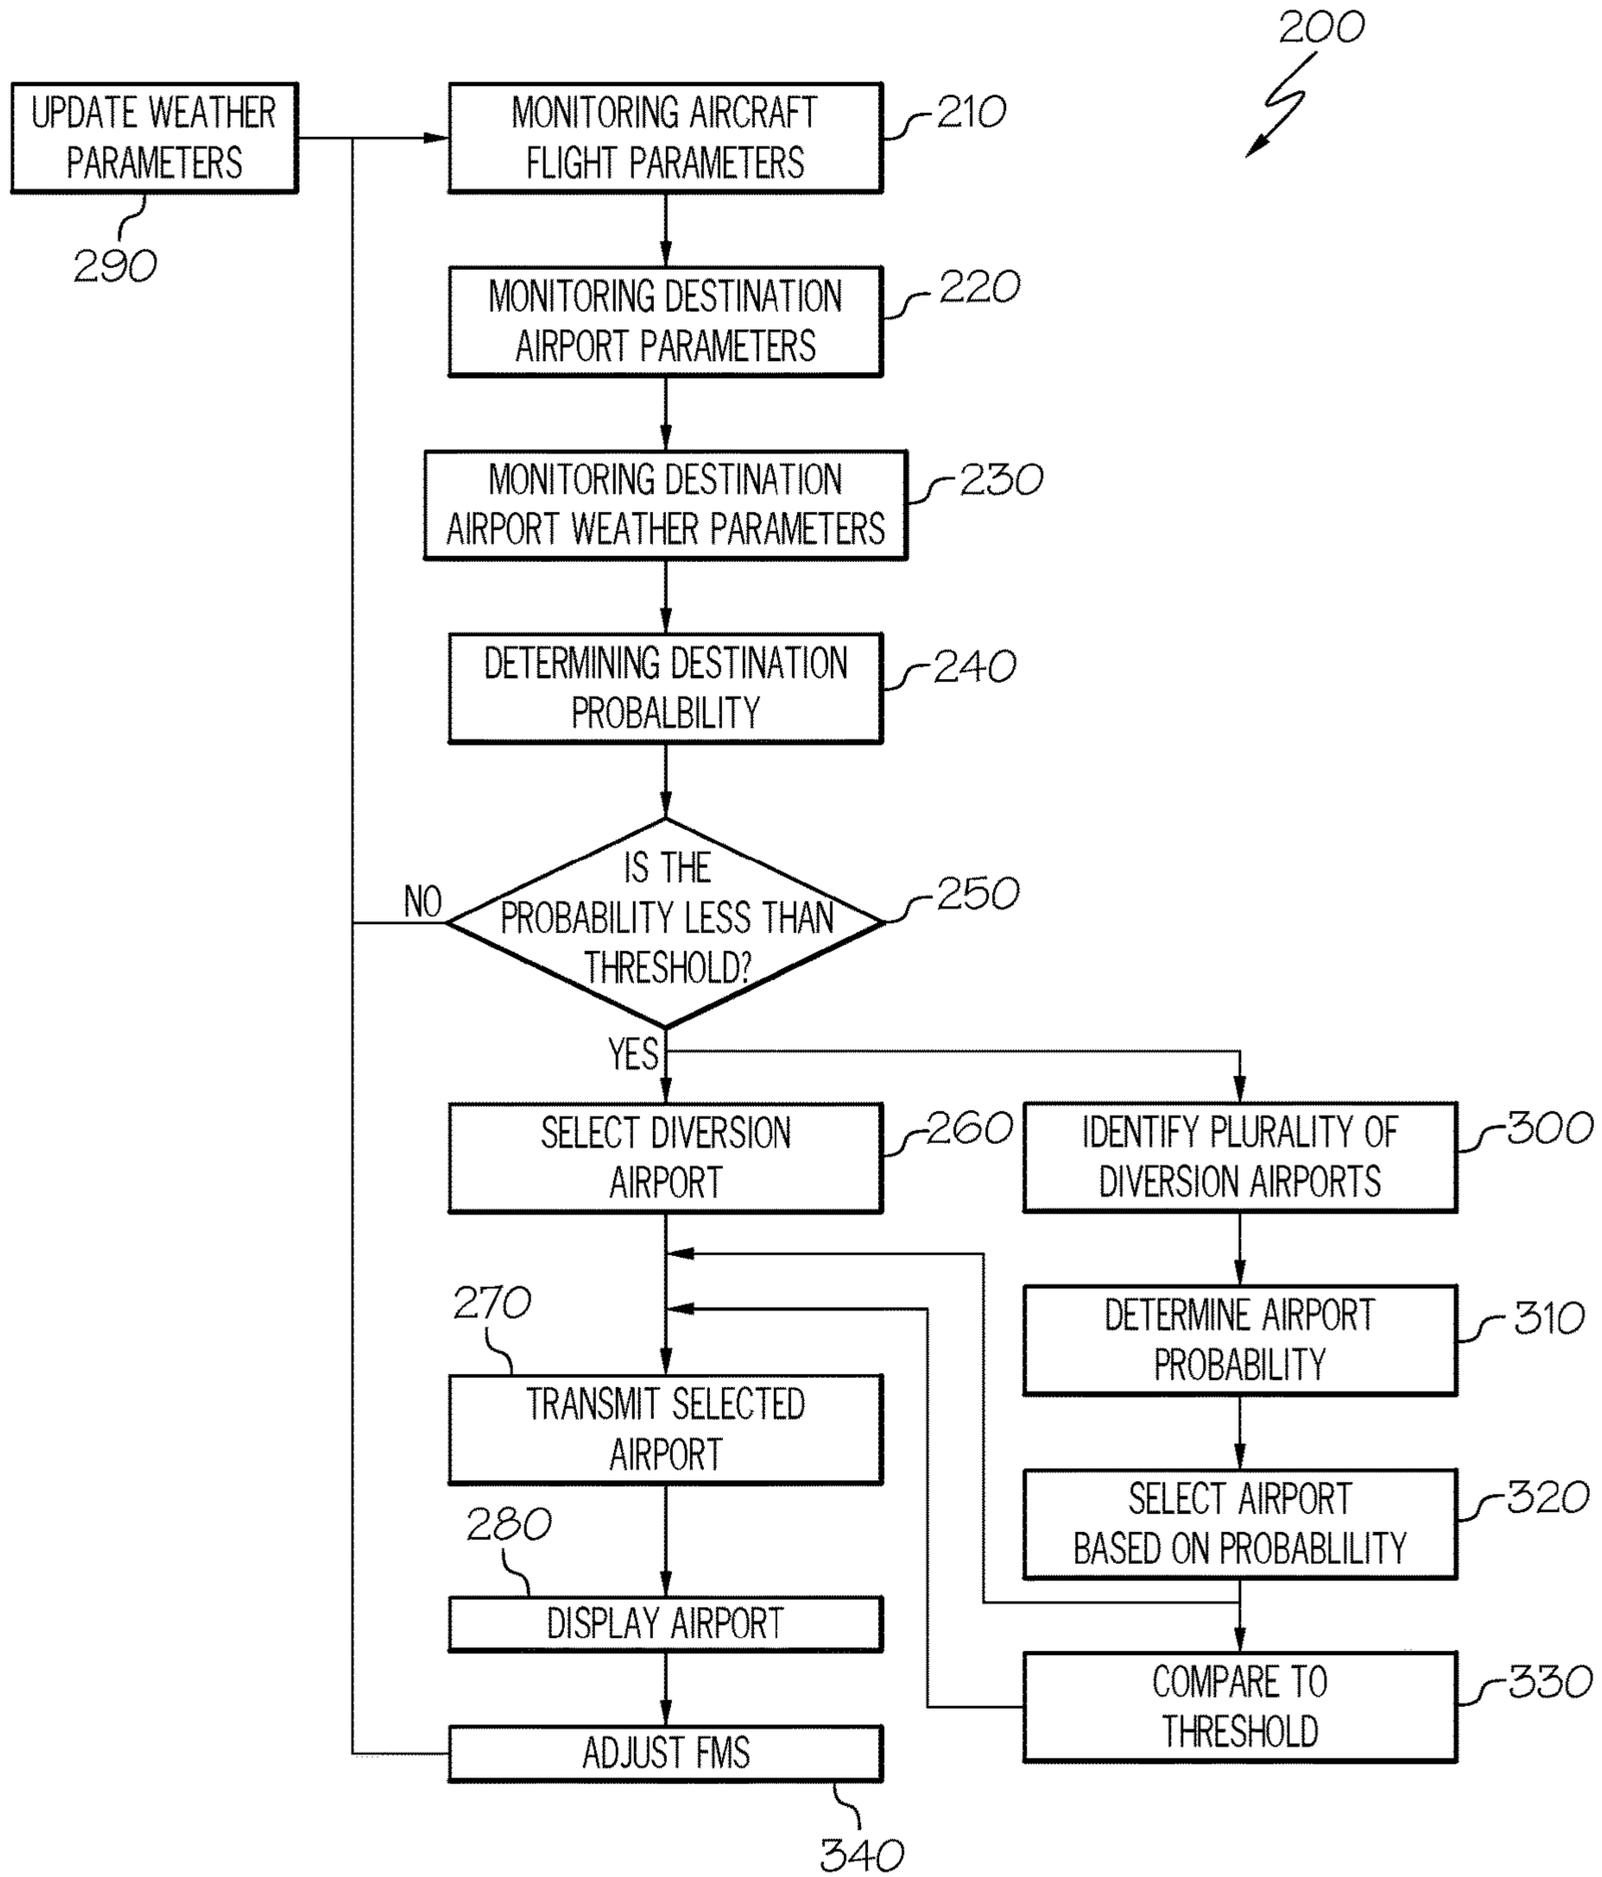 200
UPDATE WEATHER
PARAMETERS
290
MONITORING AIRCRAFT
FLIGHT PARAMETERS
210
MONITORING DESTINATION
AIRPORT PARAMETERS
220
MONITORING DESTINATION
AIRPORT WEATHER PARAMETERS
230
DETERMINING DESTINATION
PROBALBILITY
240
IS THE
PROBABILITY LESS THAN
THRESHOLD?
250
NO
YES
SELECT DIVERSION
AIRPORT
260
IDENTIFY PLURALITY OF
DIVERSION AIRPORTS
300
270
TRANSMIT SELECTED
AIRPORT
DETERMINE AIRPORT
PROBABILITY
310
280
DISPLAY AIRPORT
SELECT AIRPORT
BASED ON PROBABLILITY
320
ADJUST FMS
340
COMPARE TO
THRESHOLD
330